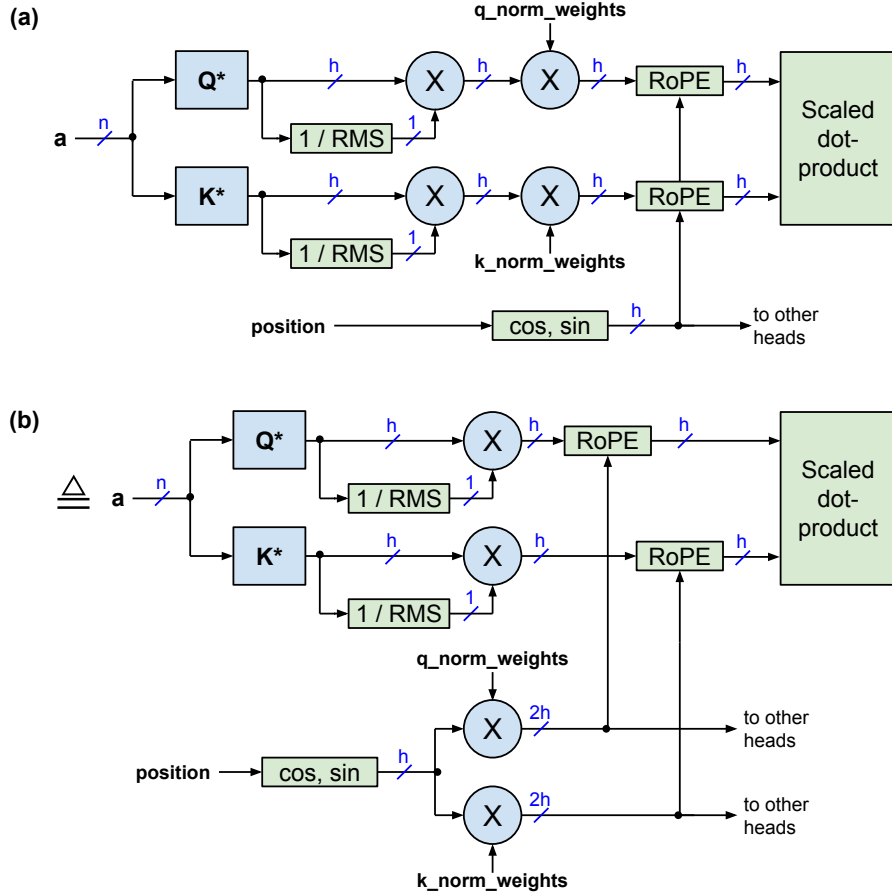 (a)
q_norm_weights
Q*
h
X
h
X
h
RoPE
h
Scaled
dot-
product
a
n
1 / RMS
1
K*
h
X
h
X
h
RoPE
h
1 / RMS
1
k_norm_weights
position
cos, sin
h
to other
heads
(b)
Q*
h
X
h
RoPE
h
Scaled
dot-
product
≜
a
n
1 / RMS
1
K*
h
X
h
RoPE
h
1 / RMS
1
q_norm_weights
X
2h
to other
heads
position
cos, sin
h
X
2h
to other
heads
k_norm_weights